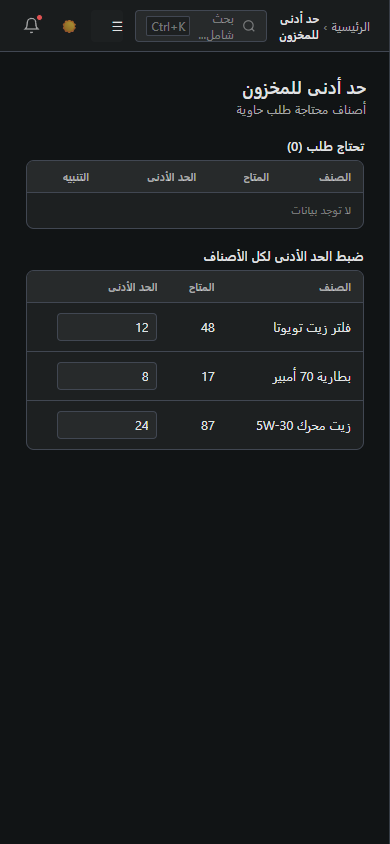 الرئيسية › حد أدنى للمخزون
بحث شامل... Ctrl+K
حد أدنى للمخزون
أصناف محتاجة طلب حاوية
تحتاج طلب (0)
الصنف المتاح الحد الأدنى التنبيه
لا توجد بيانات
ضبط الحد الأدنى لكل الأصناف
الصنف المتاح الحد الأدنى
فلتر زيت تويوتا 48 12
بطارية 70 أمبير 17 8
زيت محرك 5W-30 87 24